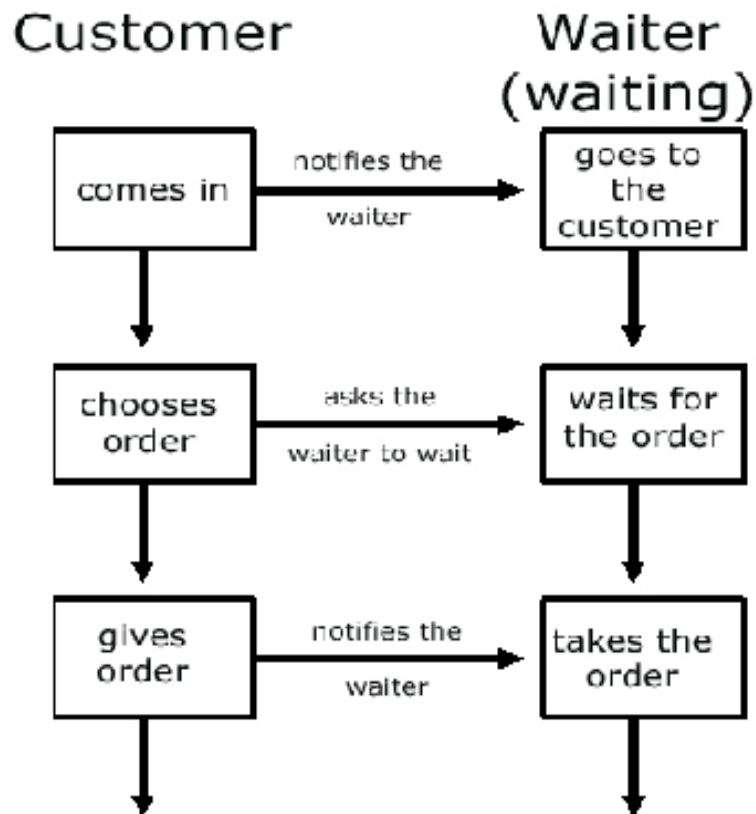 Customer
Waiter
(waiting)
comes in
notifies the
waiter
goes to
the
customer
chooses
order
asks the
waiter to wait
waits for
the order
gives
order
notifies the
waiter
takes the
order